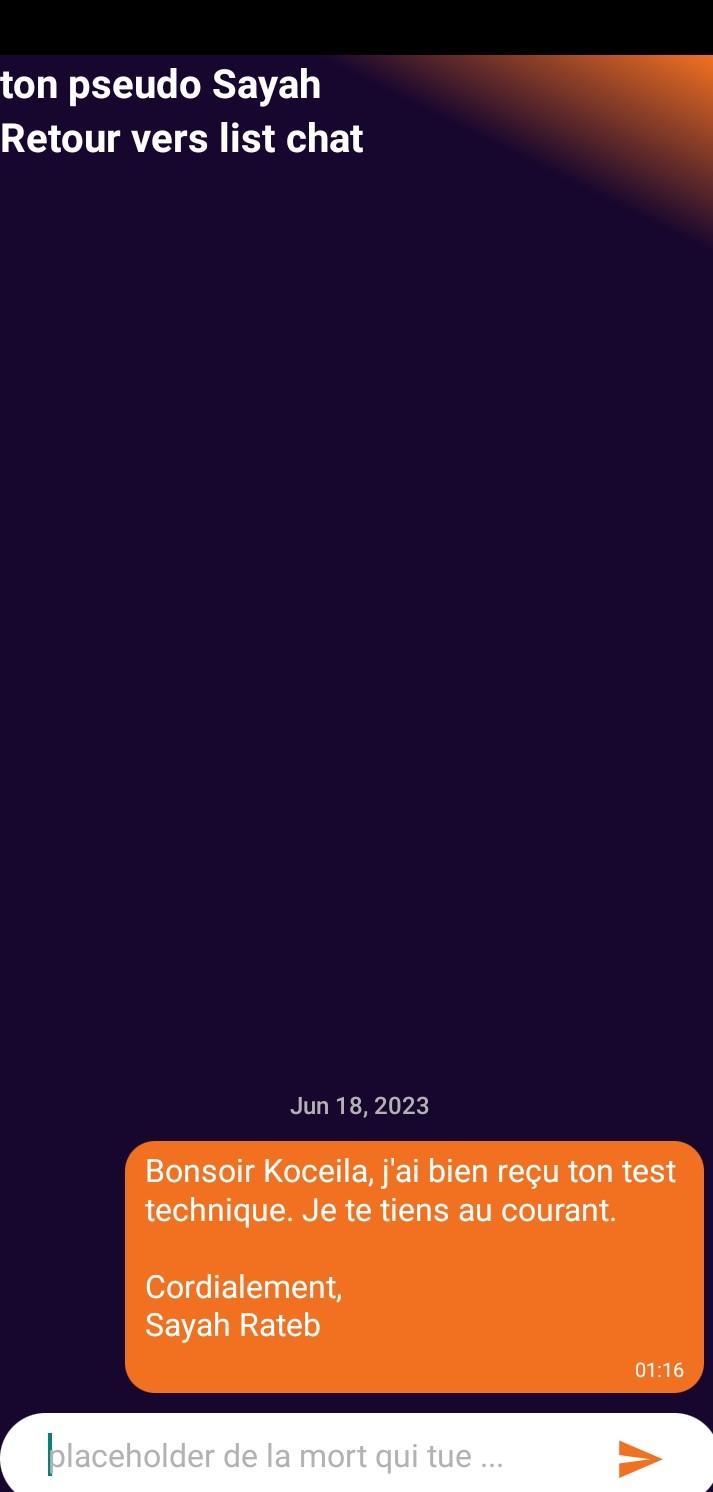 ton pseudo Sayah
Retour vers list chat
Jun 18, 2023
Bonsoir Koceila, j'ai bien reçu ton test
technique. Je te tiens au courant.
Cordialement,
Sayah Rateb
01:16
placeholder de la mort qui tue ...